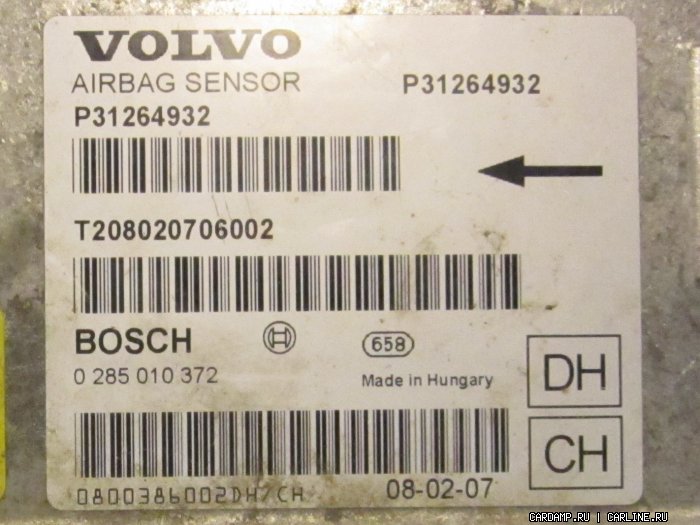 VOLVO
AIRBAG SENSOR P31264932
P31264932
T208020706002
BOSCH 658
0 285 010 372 Made in Hungary
DH
CH
0800386002DH7CH 08-02-07
CARDAMP.RU | CARLINE.RU